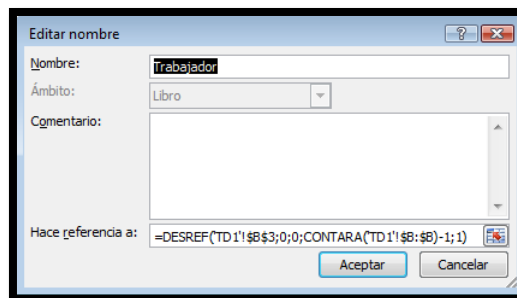 Editar nombre
Nombre: Trabajador
Ámbito: Libro
Comentario:
Hace referencia a: =DESREF('TD1'!$B$3;0;0;CONTARA('TD1'!$B:$B)-1;1)
Aceptar Cancelar